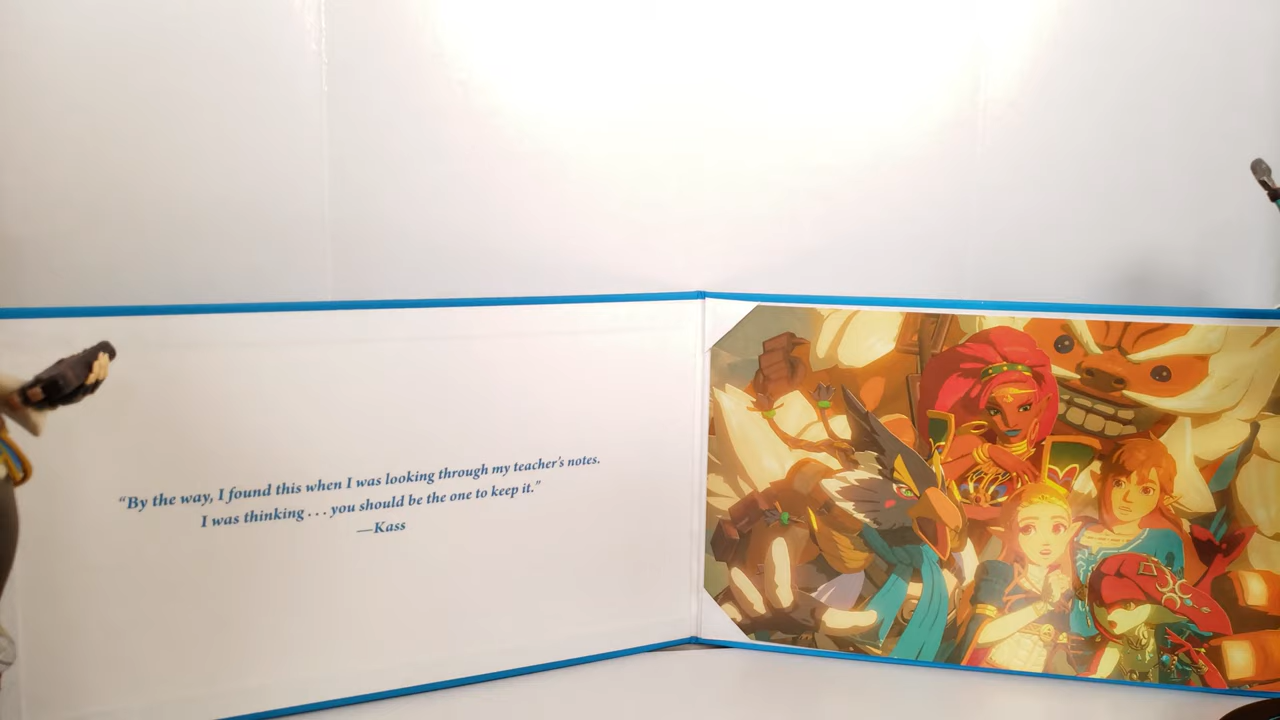 “By the way, I found this when I was looking through my teacher’s notes.
I was thinking . . . you should be the one to keep it.”
—Kass